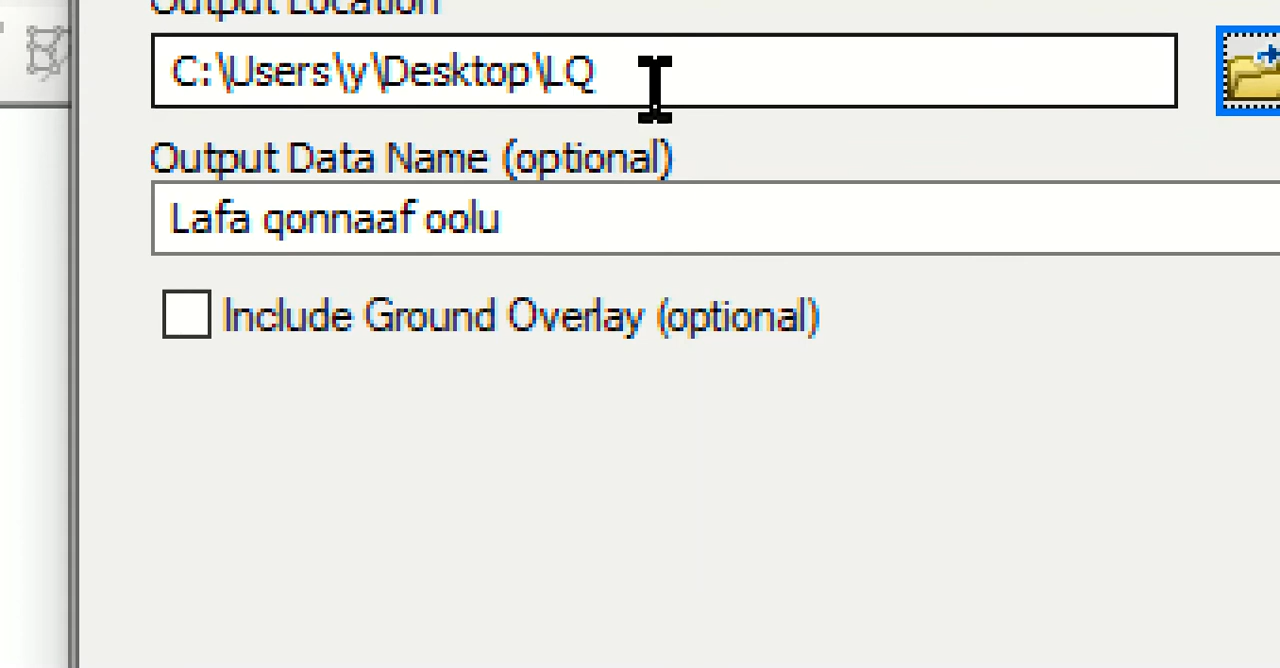 Output Location
C:\Users\y\Desktop\LQ
Output Data Name (optional)
Lafa qonnaaf oolu
Include Ground Overlay (optional)